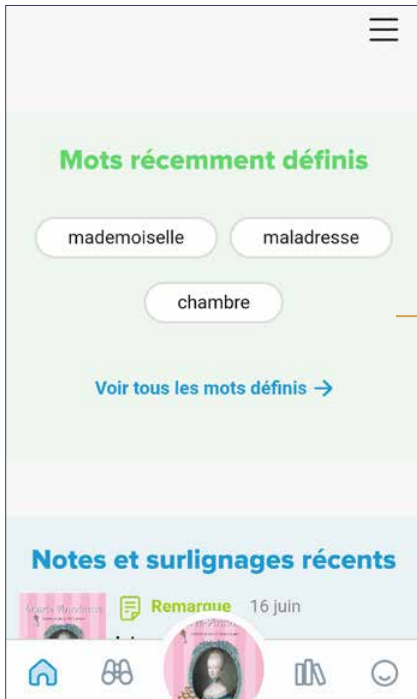 Mots récemment définis
mademoiselle maladresse
chambre
Voir tous les mots définis →
Notes et surlignages récents
Remarque 16 juin